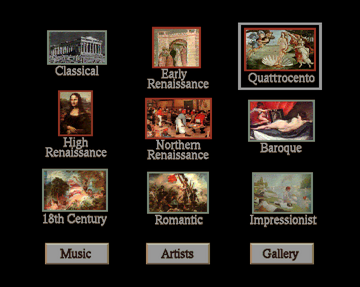 Classical
Early
Renaissance
Quattrocento
High
Renaissance
Northern
Renaissance
Baroque
18th Century
Romantic
Impressionist
Music
Artists
Gallery